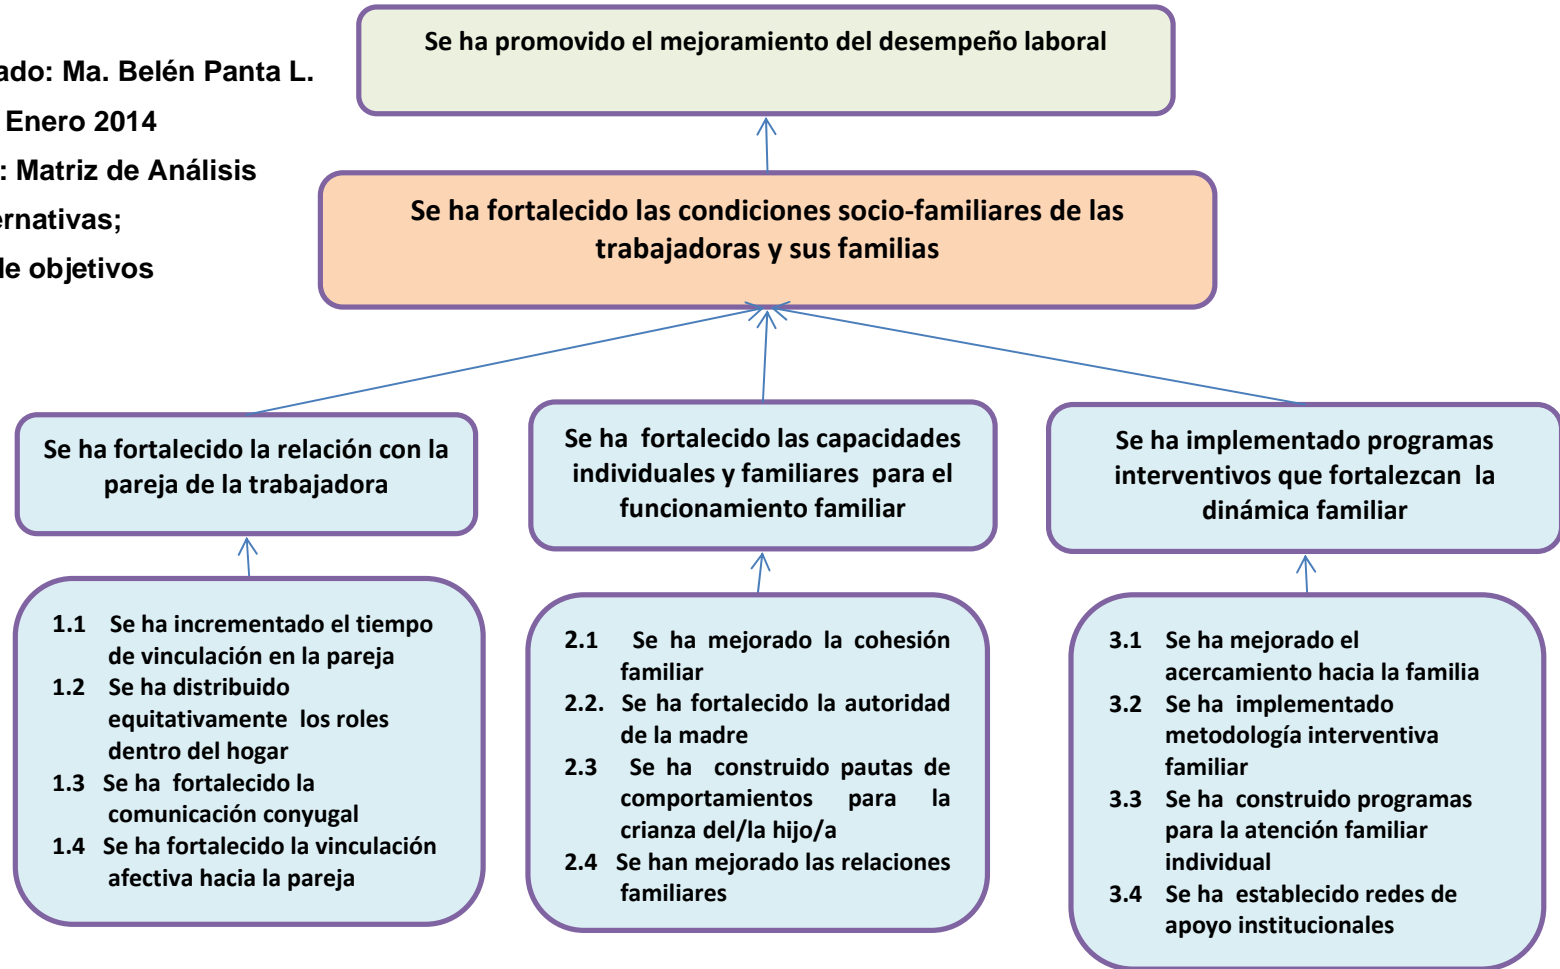 Se ha promovido el mejoramiento del desempeño laboral
ado: Ma. Belén Panta L.
Enero 2014
: Matriz de Análisis
ernativas;
de objetivos
Se ha fortalecido las condiciones socio-familiares de las
trabajadoras y sus familias
Se ha fortalecido la relación con la
pareja de la trabajadora
Se ha fortalecido las capacidades
individuales y familiares para el
funcionamiento familiar
Se ha implementado programas
interventivos que fortalezcan la
dinámica familiar
1.1 Se ha incrementado el tiempo
de vinculación en la pareja
1.2 Se ha distribuido
equitativamente los roles
dentro del hogar
1.3 Se ha fortalecido la
comunicación conyugal
1.4 Se ha fortalecido la vinculación
afectiva hacia la pareja
2.1 Se ha mejorado la cohesión
familiar
2.2. Se ha fortalecido la autoridad
de la madre
2.3 Se ha construido pautas de
comportamientos para la
crianza del/la hijo/a
2.4 Se han mejorado las relaciones
familiares
3.1 Se ha mejorado el
acercamiento hacia la familia
3.2 Se ha implementado
metodología interventiva
familiar
3.3 Se ha construido programas
para la atención familiar
individual
3.4 Se ha establecido redes de
apoyo institucionales